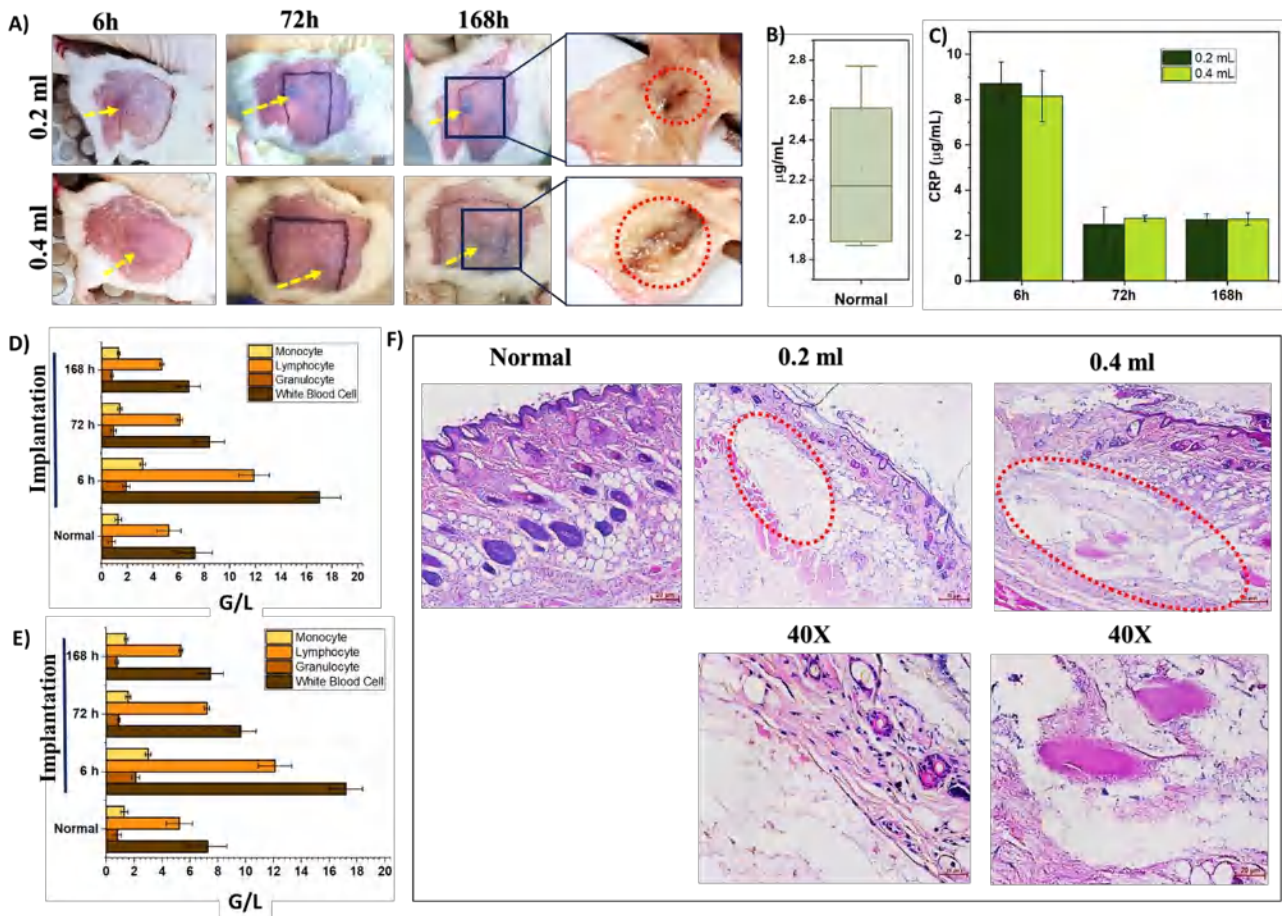 A)
6h
72h
168h
0.2 ml
0.4 ml
B)
µg/mL
2.8
2.6
2.4
2.2
2.0
1.8
Normal
C)
CRP (µg/mL)
10
8
6
4
2
0
0.2 mL
0.4 mL
6h
72h
168h
D)
Implantation
168 h
72 h
6 h
Normal
Monocyte
Lymphocyte
Granulocyte
White Blood Cell
0 2 4 6 8 10 12 14 16 18 20
G/L
E)
Implantation
168 h
72 h
6 h
Normal
Monocyte
Lymphocyte
Granulocyte
White Blood Cell
0 2 4 6 8 10 12 14 16 18 20
G/L
F)
Normal
0.2 ml
0.4 ml
40X
40X
20 µm